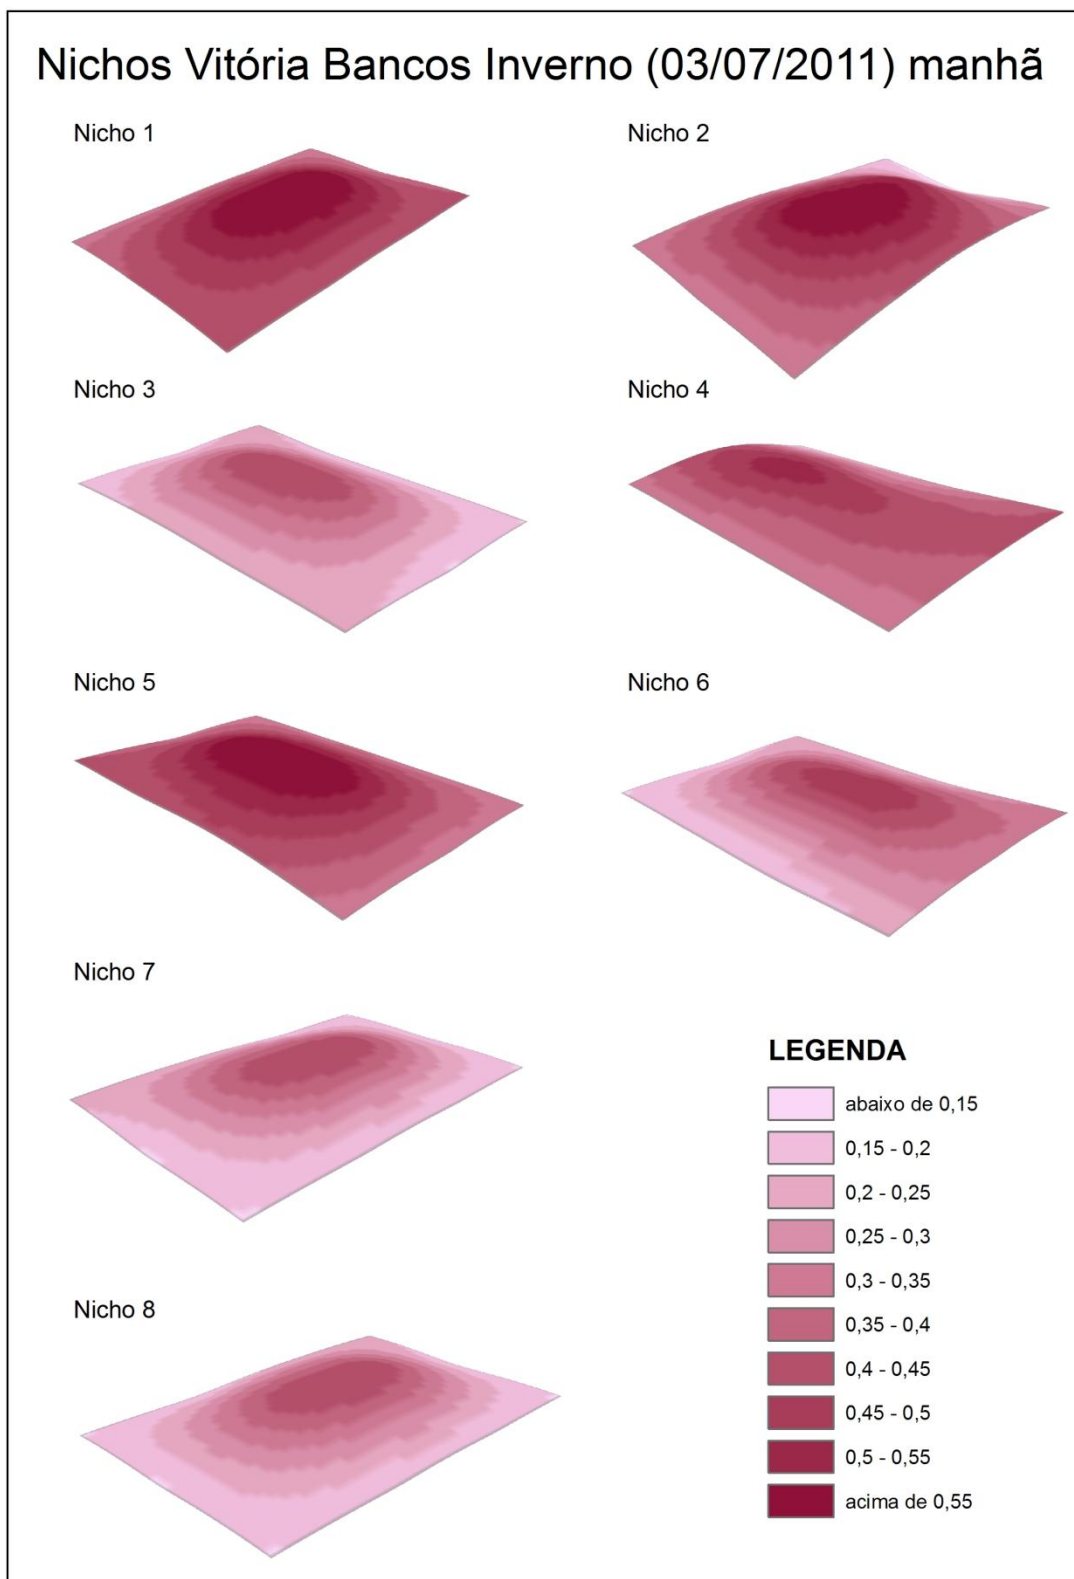 Nichos Vitória Bancos Inverno (03/07/2011) manhã
Nicho 1
Nicho 2
Nicho 3
Nicho 4
Nicho 5
Nicho 6
Nicho 7
Nicho 8
LEGENDA
abaixo de 0,15
0,15 - 0,2
0,2 - 0,25
0,25 - 0,3
0,3 - 0,35
0,35 - 0,4
0,4 - 0,45
0,45 - 0,5
0,5 - 0,55
acima de 0,55